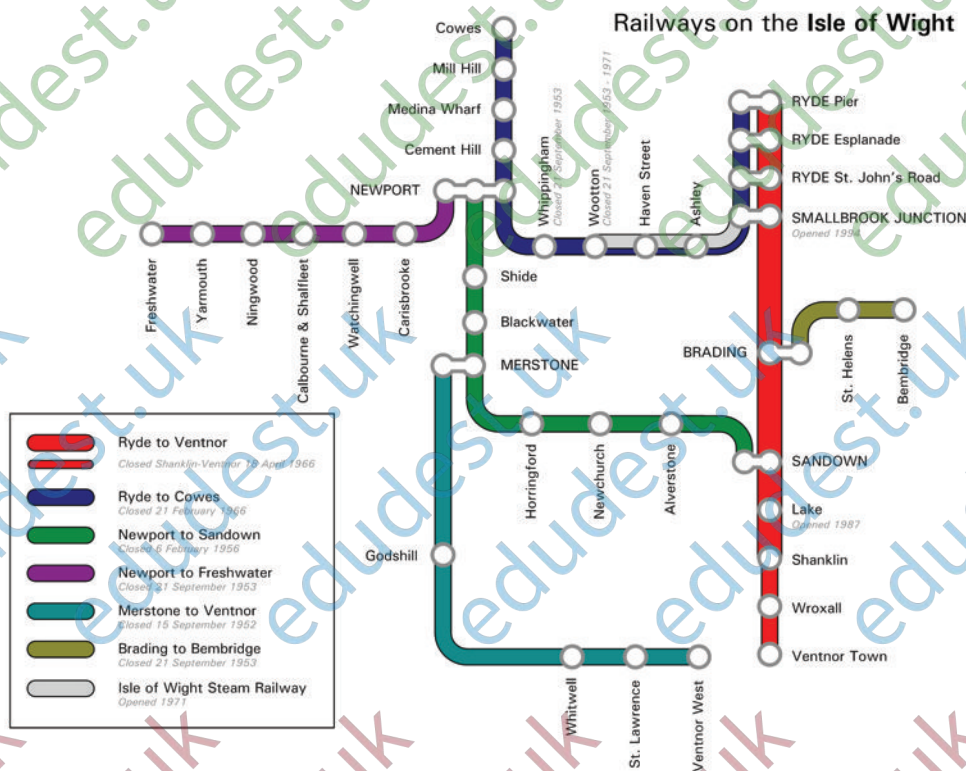 Railways on the Isle of Wight
Cowes
Mill Hill
Medina Wharf
Cement Hill
NEWPORT
Whippingham
Closed 21 September 1953
Wootton
Closed 21 September 1953 - 1971
Haven Street
Ashley
RYDE Pier
RYDE Esplanade
RYDE St. John's Road
SMALLBROOK JUNCTION
Opened 1994
Freshwater
Yarmouth
Ningwood
Calbourne & Shalfleet
Watchingwell
Carisbrooke
Shide
Blackwater
MERSTONE
BRADING
St. Helens
Bembridge
Horringford
Newchurch
Alverstone
SANDOWN
Lake
Opened 1987
Shanklin
Wroxall
Ventnor Town
Godshill
Whitwell
St. Lawrence
Ventnor West
Ryde to Ventnor
Closed Shanklin-Ventnor 18 April 1966
Ryde to Cowes
Closed 21 February 1966
Newport to Sandown
Closed 6 February 1956
Newport to Freshwater
Closed 21 September 1953
Merstone to Ventnor
Closed 15 September 1952
Brading to Bembridge
Closed 21 September 1953
Isle of Wight Steam Railway
Opened 1971
edudest.uk